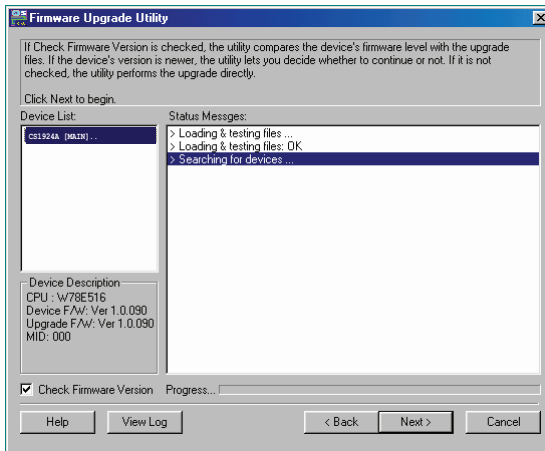 Firmware Upgrade Utility
If Check Firmware Version is checked, the utility compares the device's firmware level with the upgrade
files. If the device's version is newer, the utility lets you decide whether to continue or not. If it is not
checked, the utility performs the upgrade directly.
Click Next to begin.
Device List:
Status Messges:
CS1924A [MAIN]..
> Loading & testing files ...
> Loading & testing files: OK
> Searching for devices ...
Device Description
CPU : W78E516
Device F/W: Ver 1.0.090
Upgrade F/W: Ver 1.0.090
MID: 000
Check Firmware Version
Progress...
Help
View Log
< Back
Next >
Cancel